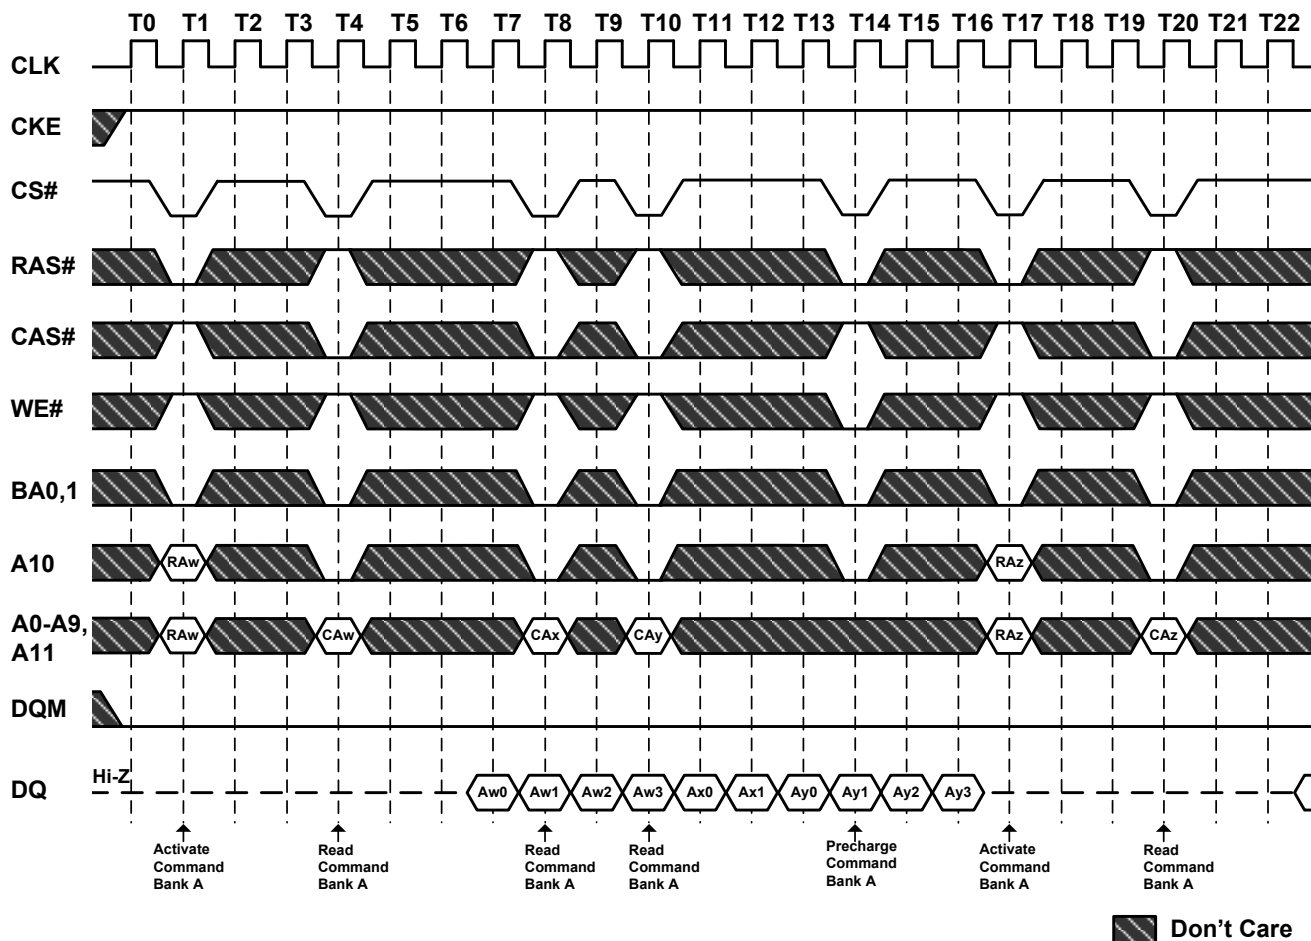 T0 T1 T2 T3 T4 T5 T6 T7 T8 T9 T10 T11 T12 T13 T14 T15 T16 T17 T18 T19 T20 T21 T22
CLK
CKE
CS#
RAS#
CAS#
WE#
BA0,1
A10
RAw RAz
A0-A9,
A11
RAw CAw CAx CAy RAz CAz
DQM
Hi-Z
DQ
Aw0 Aw1 Aw2 Aw3 Ax0 Ax1 Ay0 Ay1 Ay2 Ay3
Activate
Command
Bank A
Read
Command
Bank A
Read
Command
Bank A
Read
Command
Bank A
Precharge
Command
Bank A
Activate
Command
Bank A
Read
Command
Bank A
Don't Care